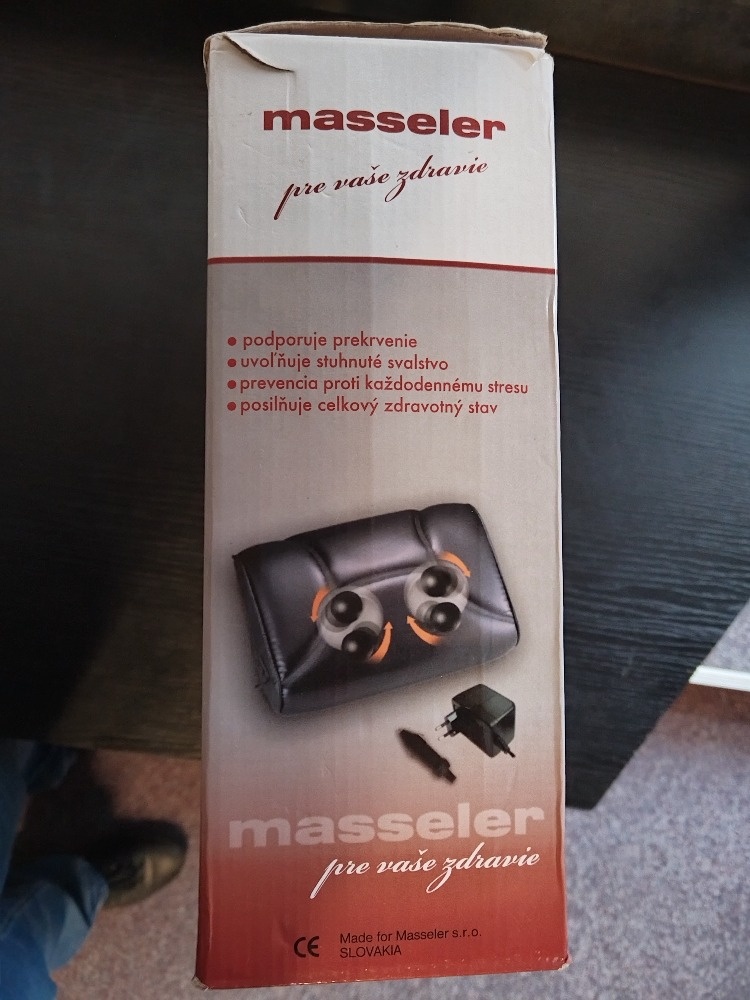 masseler
pre vaše zdravie
● podporuje prekrvenie
● uvoľňuje stuhnuté svalstvo
● prevencia proti každodennému stresu
● posilňuje celkový zdravotný stav
masseler
pre vaše zdravie
CE Made for Masseler s.r.o.
SLOVAKIA